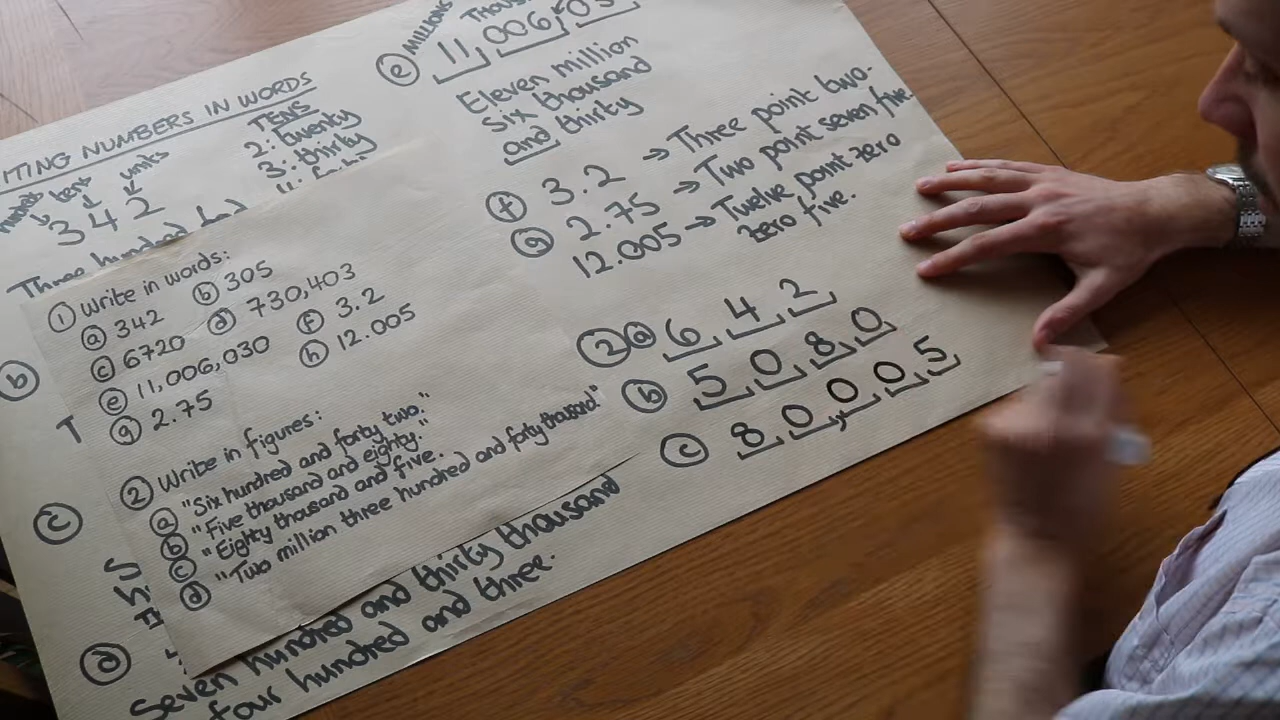 ITING NUMBERS IN WORDS
tens units
3 4 2
TENS
2: twenty
3: thirty
Three hundred
b
T
c
d
Seven hundred and thirty thousand
four hundred and three.
1 Write in words:
a 342 b 305
c 6720 d 730,403
e 11,006,030 f 3.2
g 2.75 h 12.005
2 Write in figures:
a "Six hundred and forty two."
b "Five thousand and eighty."
c "Eighty thousand and five.
d "Two million three hundred and forty thousand"
MILLIONS
e 11 006,
Eleven million
six thousand
and thirty
f 3.2 → Three point two.
g 2.75 → Two point seven five
12.005 → Twelve point zero
zero five.
2 a 6 4 2
b 5 0 8 0
c 8 0, 0 0 5